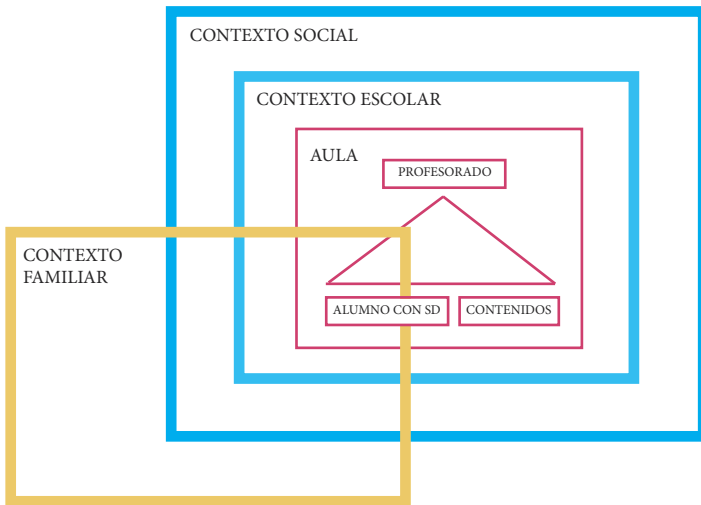 CONTEXTO SOCIAL
CONTEXTO ESCOLAR
AULA
PROFESORADO
CONTEXTO
FAMILIAR
ALUMNO CON SD
CONTENIDOS